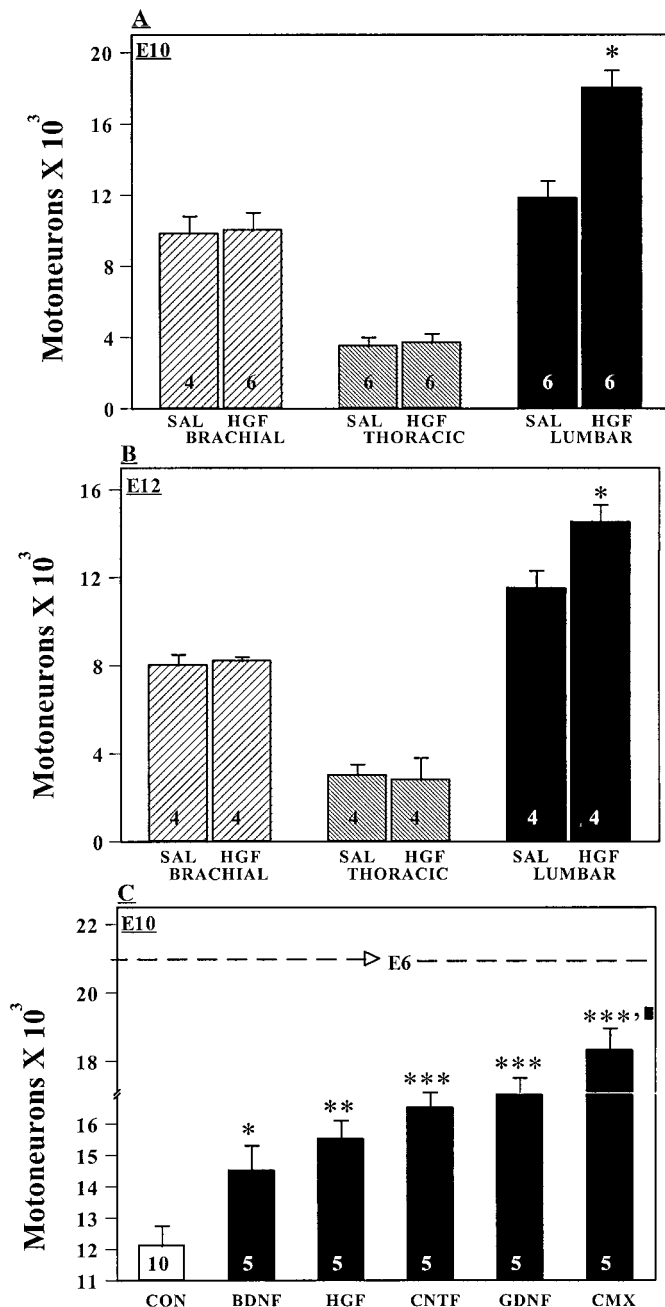 A
E10
Motoneurons X 10^3
20
16
12
8
4
0
*
4 6 6 6 6 6
SAL HGF SAL HGF SAL HGF
BRACHIAL THORACIC LUMBAR
B
E12
Motoneurons X 10^3
16
12
8
4
0
*
4 4 4 4 4 4
SAL HGF SAL HGF SAL HGF
BRACHIAL THORACIC LUMBAR
C
E10
Motoneurons X 10^3
22
20
18
16
15
14
13
12
11
E6
* ** *** *** ***,
10 5 5 5 5 5
CON BDNF HGF CNTF GDNF CMX